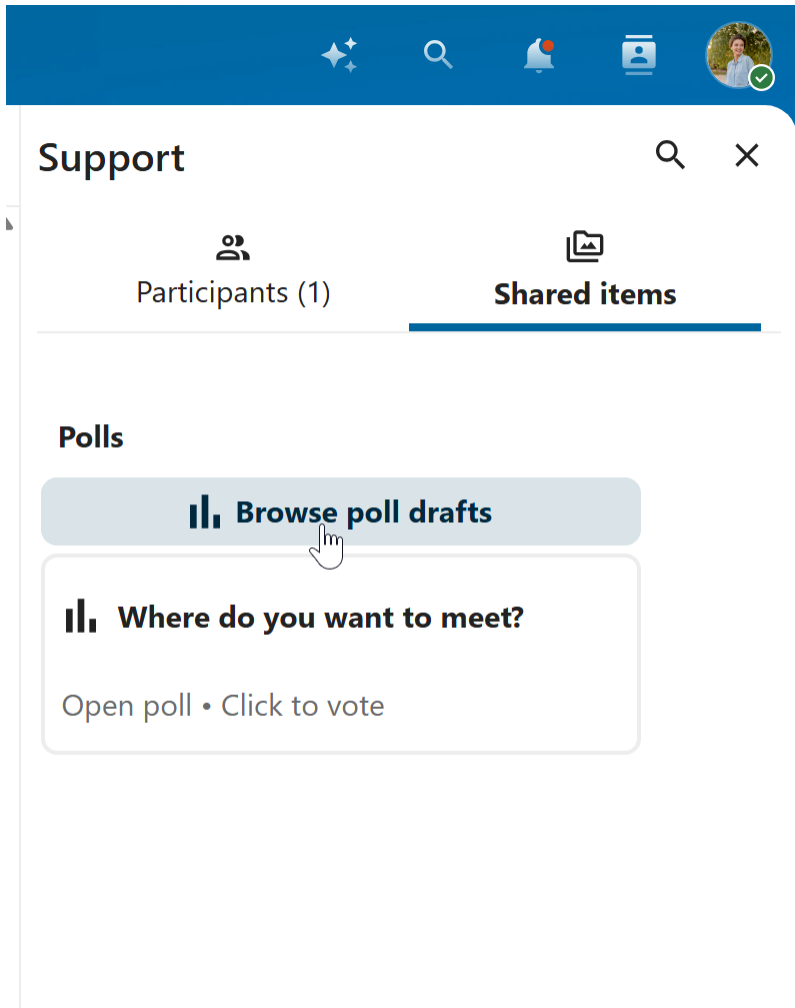 Support
Participants (1)
Shared items
Polls
Browse poll drafts
Where do you want to meet?
Open poll • Click to vote